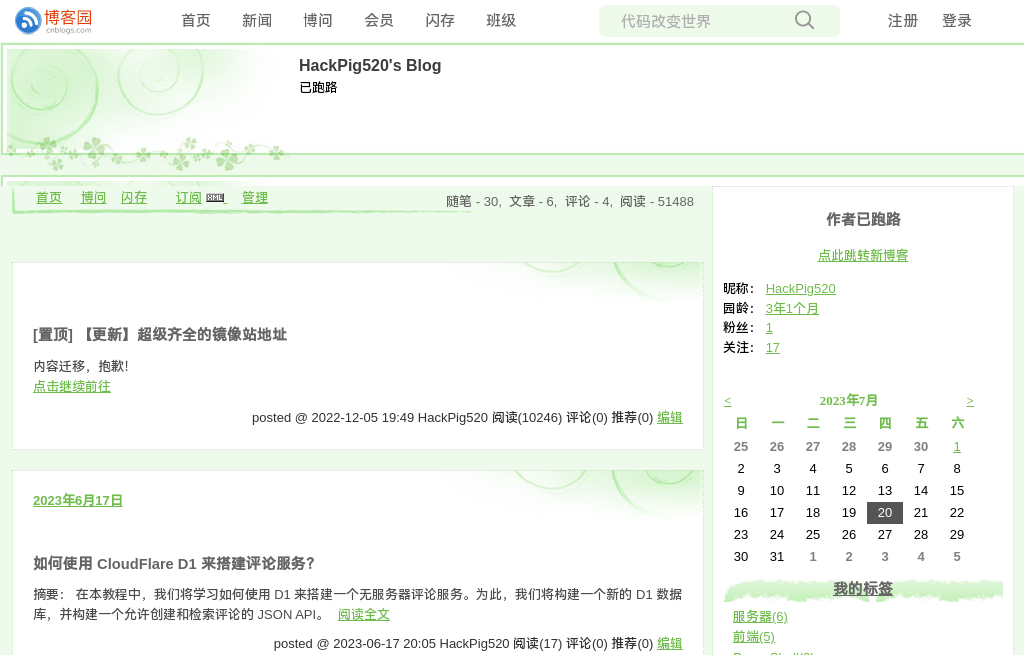 博客园
cnblogs.com
首页 新闻 博问 会员 闪存 班级
代码改变世界
注册 登录
HackPig520's Blog
已跑路
首页 博问 闪存 订阅 XML 管理
随笔 - 30, 文章 - 6, 评论 - 4, 阅读 - 51488
[置顶] 【更新】超级齐全的镜像站地址
内容迁移，抱歉！
点击继续前往
posted @ 2022-12-05 19:49 HackPig520 阅读(10246) 评论(0) 推荐(0) 编辑
2023年6月17日
如何使用 CloudFlare D1 来搭建评论服务？
摘要： 在本教程中，我们将学习如何使用 D1 来搭建一个无服务器评论服务。为此，我们将构建一个新的 D1 数据
库，并构建一个允许创建和检索评论的 JSON API。 阅读全文
posted @ 2023-06-17 20:05 HackPig520 阅读(17) 评论(0) 推荐(0) 编辑
作者已跑路
点此跳转新博客
昵称： HackPig520
园龄： 3年1个月
粉丝： 1
关注： 17
< 2023年7月 >
日 一 二 三 四 五 六
25 26 27 28 29 30 1
2 3 4 5 6 7 8
9 10 11 12 13 14 15
16 17 18 19 20 21 22
23 24 25 26 27 28 29
30 31 1 2 3 4 5
我的标签
服务器(6)
前端(5)